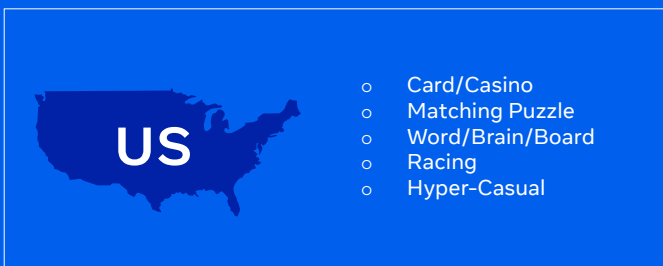 US
○ Card/Casino
○ Matching Puzzle
○ Word/Brain/Board
○ Racing
○ Hyper-Casual